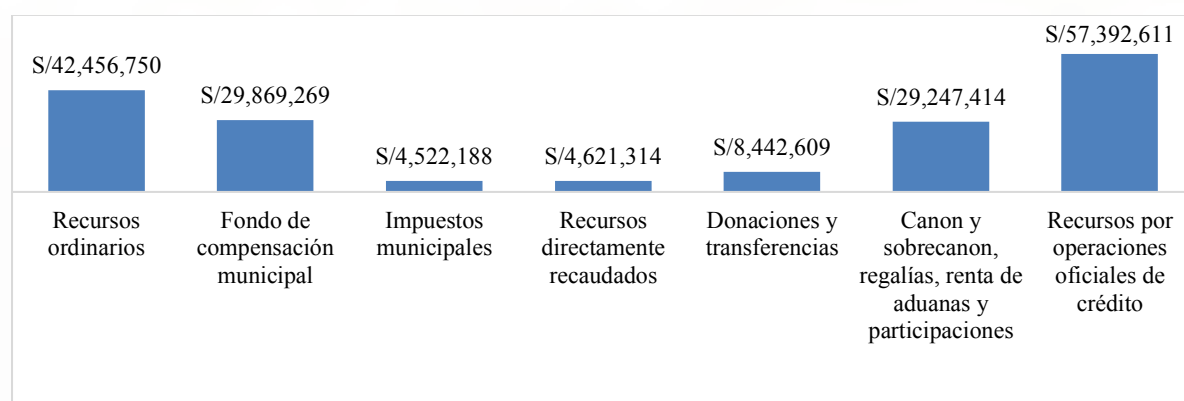 S/42,456,750
S/29,869,269
S/4,522,188
S/4,621,314
S/8,442,609
S/29,247,414
S/57,392,611
Recursos
ordinarios
Fondo de
compensación
municipal
Impuestos
municipales
Recursos
directamente
recaudados
Donaciones y
transferencias
Canon y
sobrecanon,
regalías, renta de
aduanas y
participaciones
Recursos por
operaciones
oficiales de
crédito